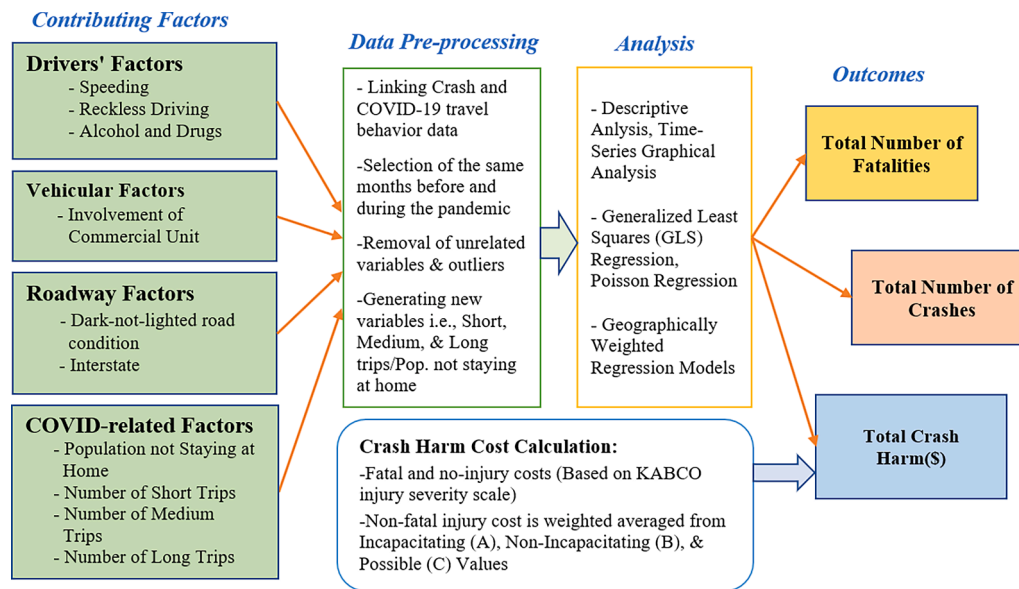 Contributing Factors
Drivers' Factors
- Speeding
- Reckless Driving
- Alcohol and Drugs
Vehicular Factors
- Involvement of
Commercial Unit
Roadway Factors
- Dark-not-lighted road
condition
- Interstate
COVID-related Factors
- Population not Staying at
Home
- Number of Short Trips
- Number of Medium
Trips
- Number of Long Trips
Data Pre-processing
- Linking Crash and
COVID-19 travel
behavior data
-Selection of the same
months before and
during the pandemic
-Removal of unrelated
variables & outliers
-Generating new
variables i.e., Short,
Medium, & Long
trips/Pop. not staying
at home
Analysis
- Descriptive
Anlysis, Time-
Series Graphical
Analysis
- Generalized Least
Squares (GLS)
Regression,
Poisson Regression
- Geographically
Weighted
Regression Models
Crash Harm Cost Calculation:
-Fatal and no-injury costs (Based on KABCO
injury severity scale)
-Non-fatal injury cost is weighted averaged from
Incapacitating (A), Non-Incapacitating (B), &
Possible (C) Values
Outcomes
Total Number of
Fatalities
Total Number of
Crashes
Total Crash
Harm($)